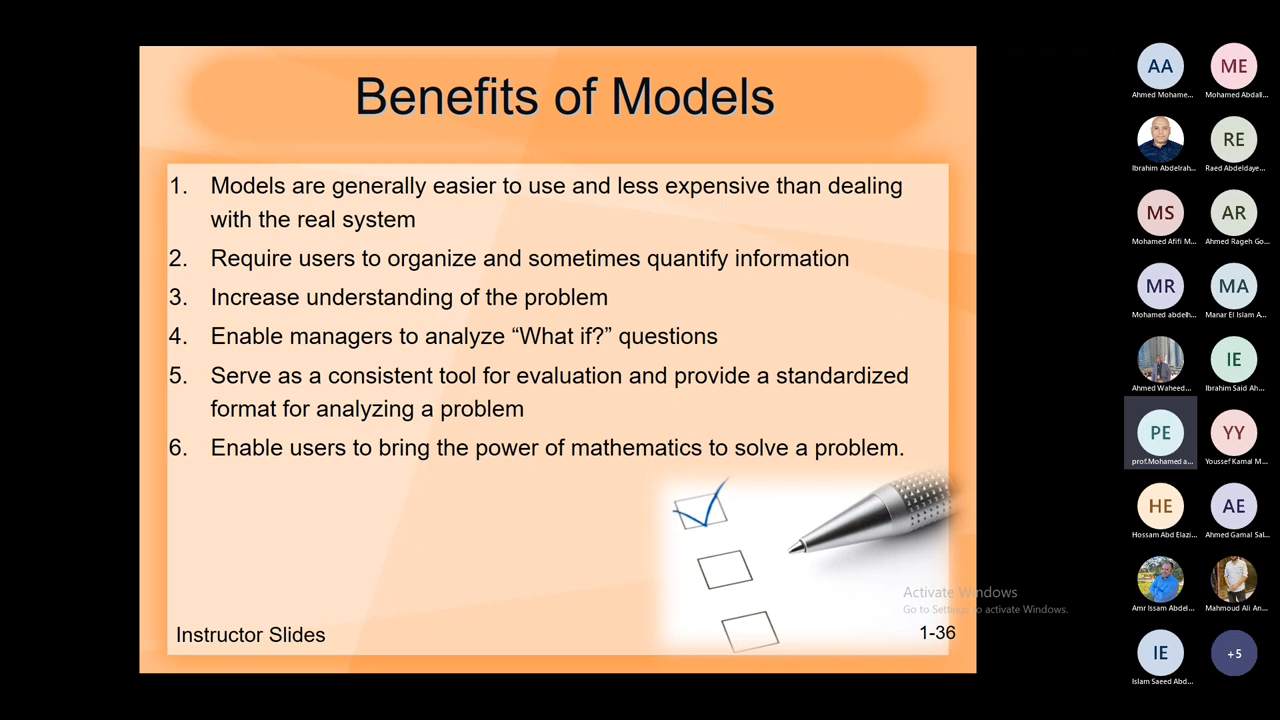 Benefits of Models
1. Models are generally easier to use and less expensive than dealing
with the real system
2. Require users to organize and sometimes quantify information
3. Increase understanding of the problem
4. Enable managers to analyze “What if?” questions
5. Serve as a consistent tool for evaluation and provide a standardized
format for analyzing a problem
6. Enable users to bring the power of mathematics to solve a problem.
Instructor Slides
1-36
Activate Windows
Go to Settings to activate Windows.
AA ME
Ahmed Mohame... Mohamed Abdall...
RE
Ibrahim Abdelrah... Raed Abdeldaye...
MS AR
Mohamed Afifi M... Ahmed Rageh Go...
MR MA
Mohamed abdelh... Manar El Islam A...
IE
Ahmed Waheed... Ibrahim Said Ah...
PE YY
prof.Mohamed a... Youssef Kamal M...
HE AE
Hossam Abd Elazi... Ahmed Gamal Sal...
Amr Issam Abdel... Mahmoud Ali An...
IE +5
Islam Saeed Abd...